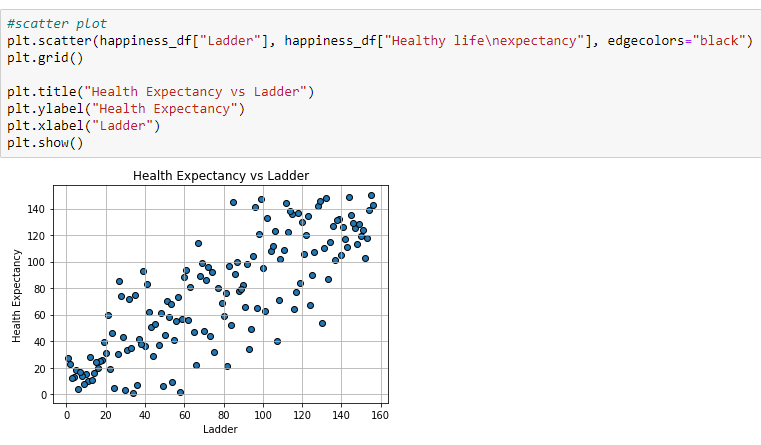 #scatter plot
plt.scatter(happiness_df["Ladder"], happiness_df["Healthy life\nexpectancy"], edgecolors="black")
plt.grid()
plt.title("Health Expectancy vs Ladder")
plt.ylabel("Health Expectancy")
plt.xlabel("Ladder")
plt.show()
Health Expectancy vs Ladder
Health Expectancy
140
120
100
80
60
40
20
0
0 20 40 60 80 100 120 140 160
Ladder